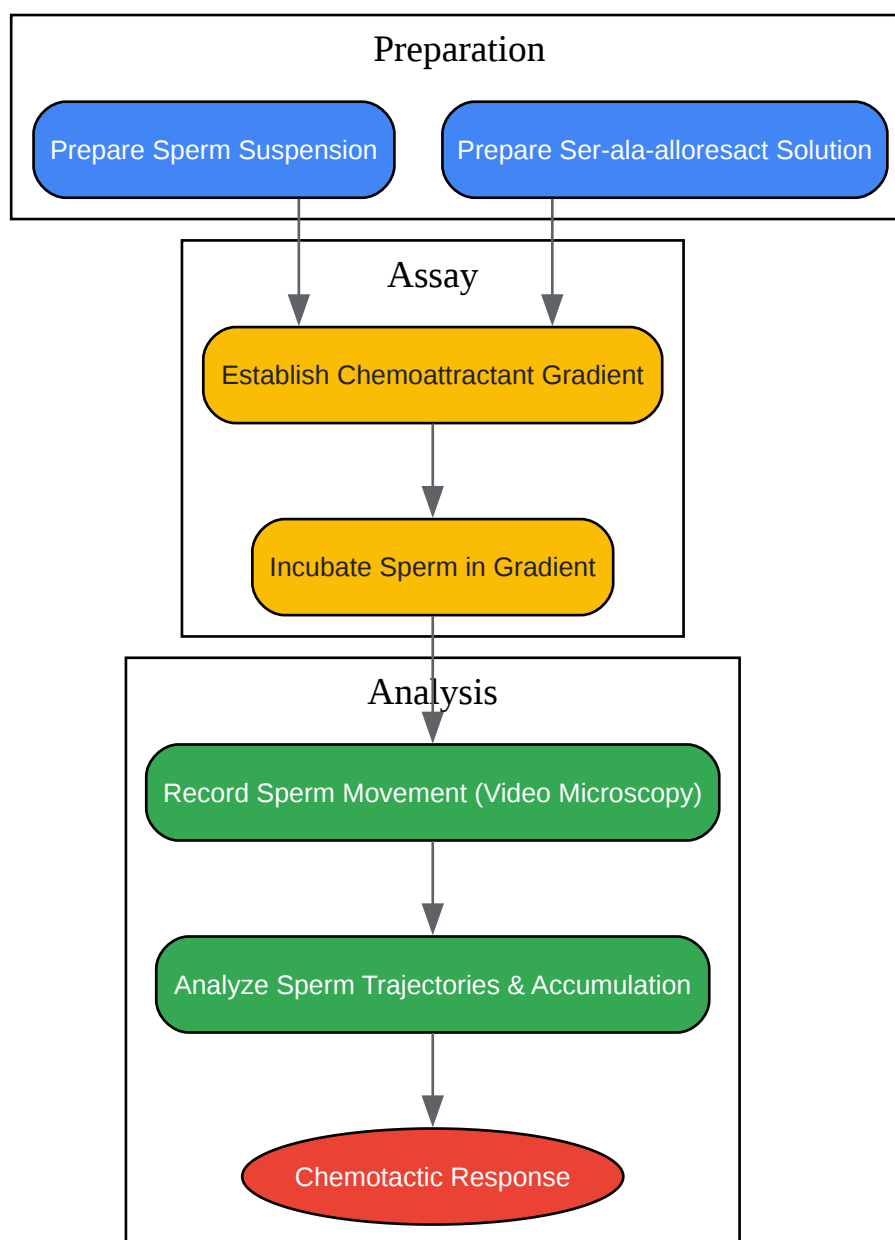 Preparation
Prepare Sperm Suspension
Prepare Ser-ala-alloresact Solution
Assay
Establish Chemoattractant Gradient
Incubate Sperm in Gradient
Analysis
Record Sperm Movement (Video Microscopy)
Analyze Sperm Trajectories & Accumulation
Chemotactic Response